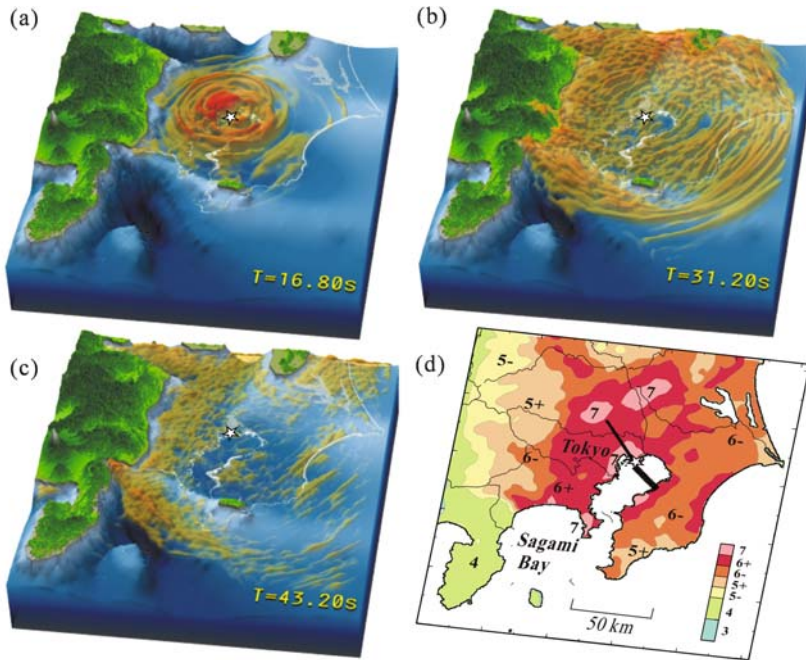 (a)
T=16.80s
(b)
T=31.20s
(c)
T=43.20s
(d)
5-
5+
7
7
Tokyo
7
6-
6-
6+
7
6-
Sagami
Bay
5+
4
50 km
7
6+
6-
5+
5-
4
3